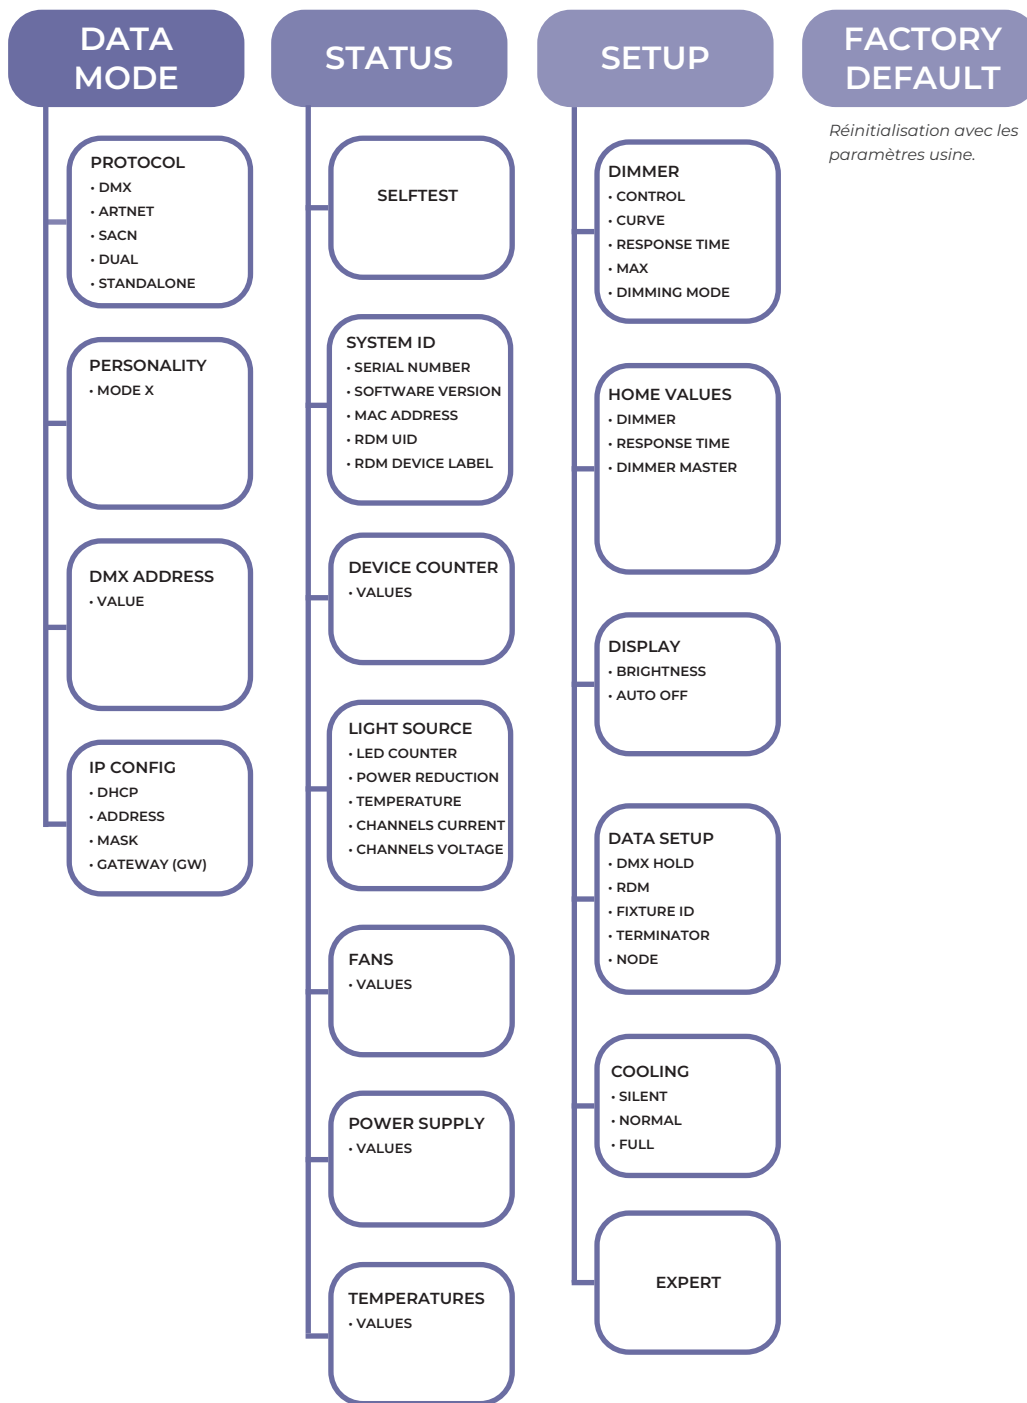 DATA
MODE
PROTOCOL
• DMX
• ARTNET
• SACN
• DUAL
• STANDALONE
PERSONALITY
• MODE X
DMX ADDRESS
• VALUE
IP CONFIG
• DHCP
• ADDRESS
• MASK
• GATEWAY (GW)
STATUS
SELFTEST
SYSTEM ID
• SERIAL NUMBER
• SOFTWARE VERSION
• MAC ADDRESS
• RDM UID
• RDM DEVICE LABEL
DEVICE COUNTER
• VALUES
LIGHT SOURCE
• LED COUNTER
• POWER REDUCTION
• TEMPERATURE
• CHANNELS CURRENT
• CHANNELS VOLTAGE
FANS
• VALUES
POWER SUPPLY
• VALUES
TEMPERATURES
• VALUES
SETUP
DIMMER
• CONTROL
• CURVE
• RESPONSE TIME
• MAX
• DIMMING MODE
HOME VALUES
• DIMMER
• RESPONSE TIME
• DIMMER MASTER
DISPLAY
• BRIGHTNESS
• AUTO OFF
DATA SETUP
• DMX HOLD
• RDM
• FIXTURE ID
• TERMINATOR
• NODE
COOLING
• SILENT
• NORMAL
• FULL
EXPERT
FACTORY
DEFAULT
Réinitialisation avec les
paramètres usine.